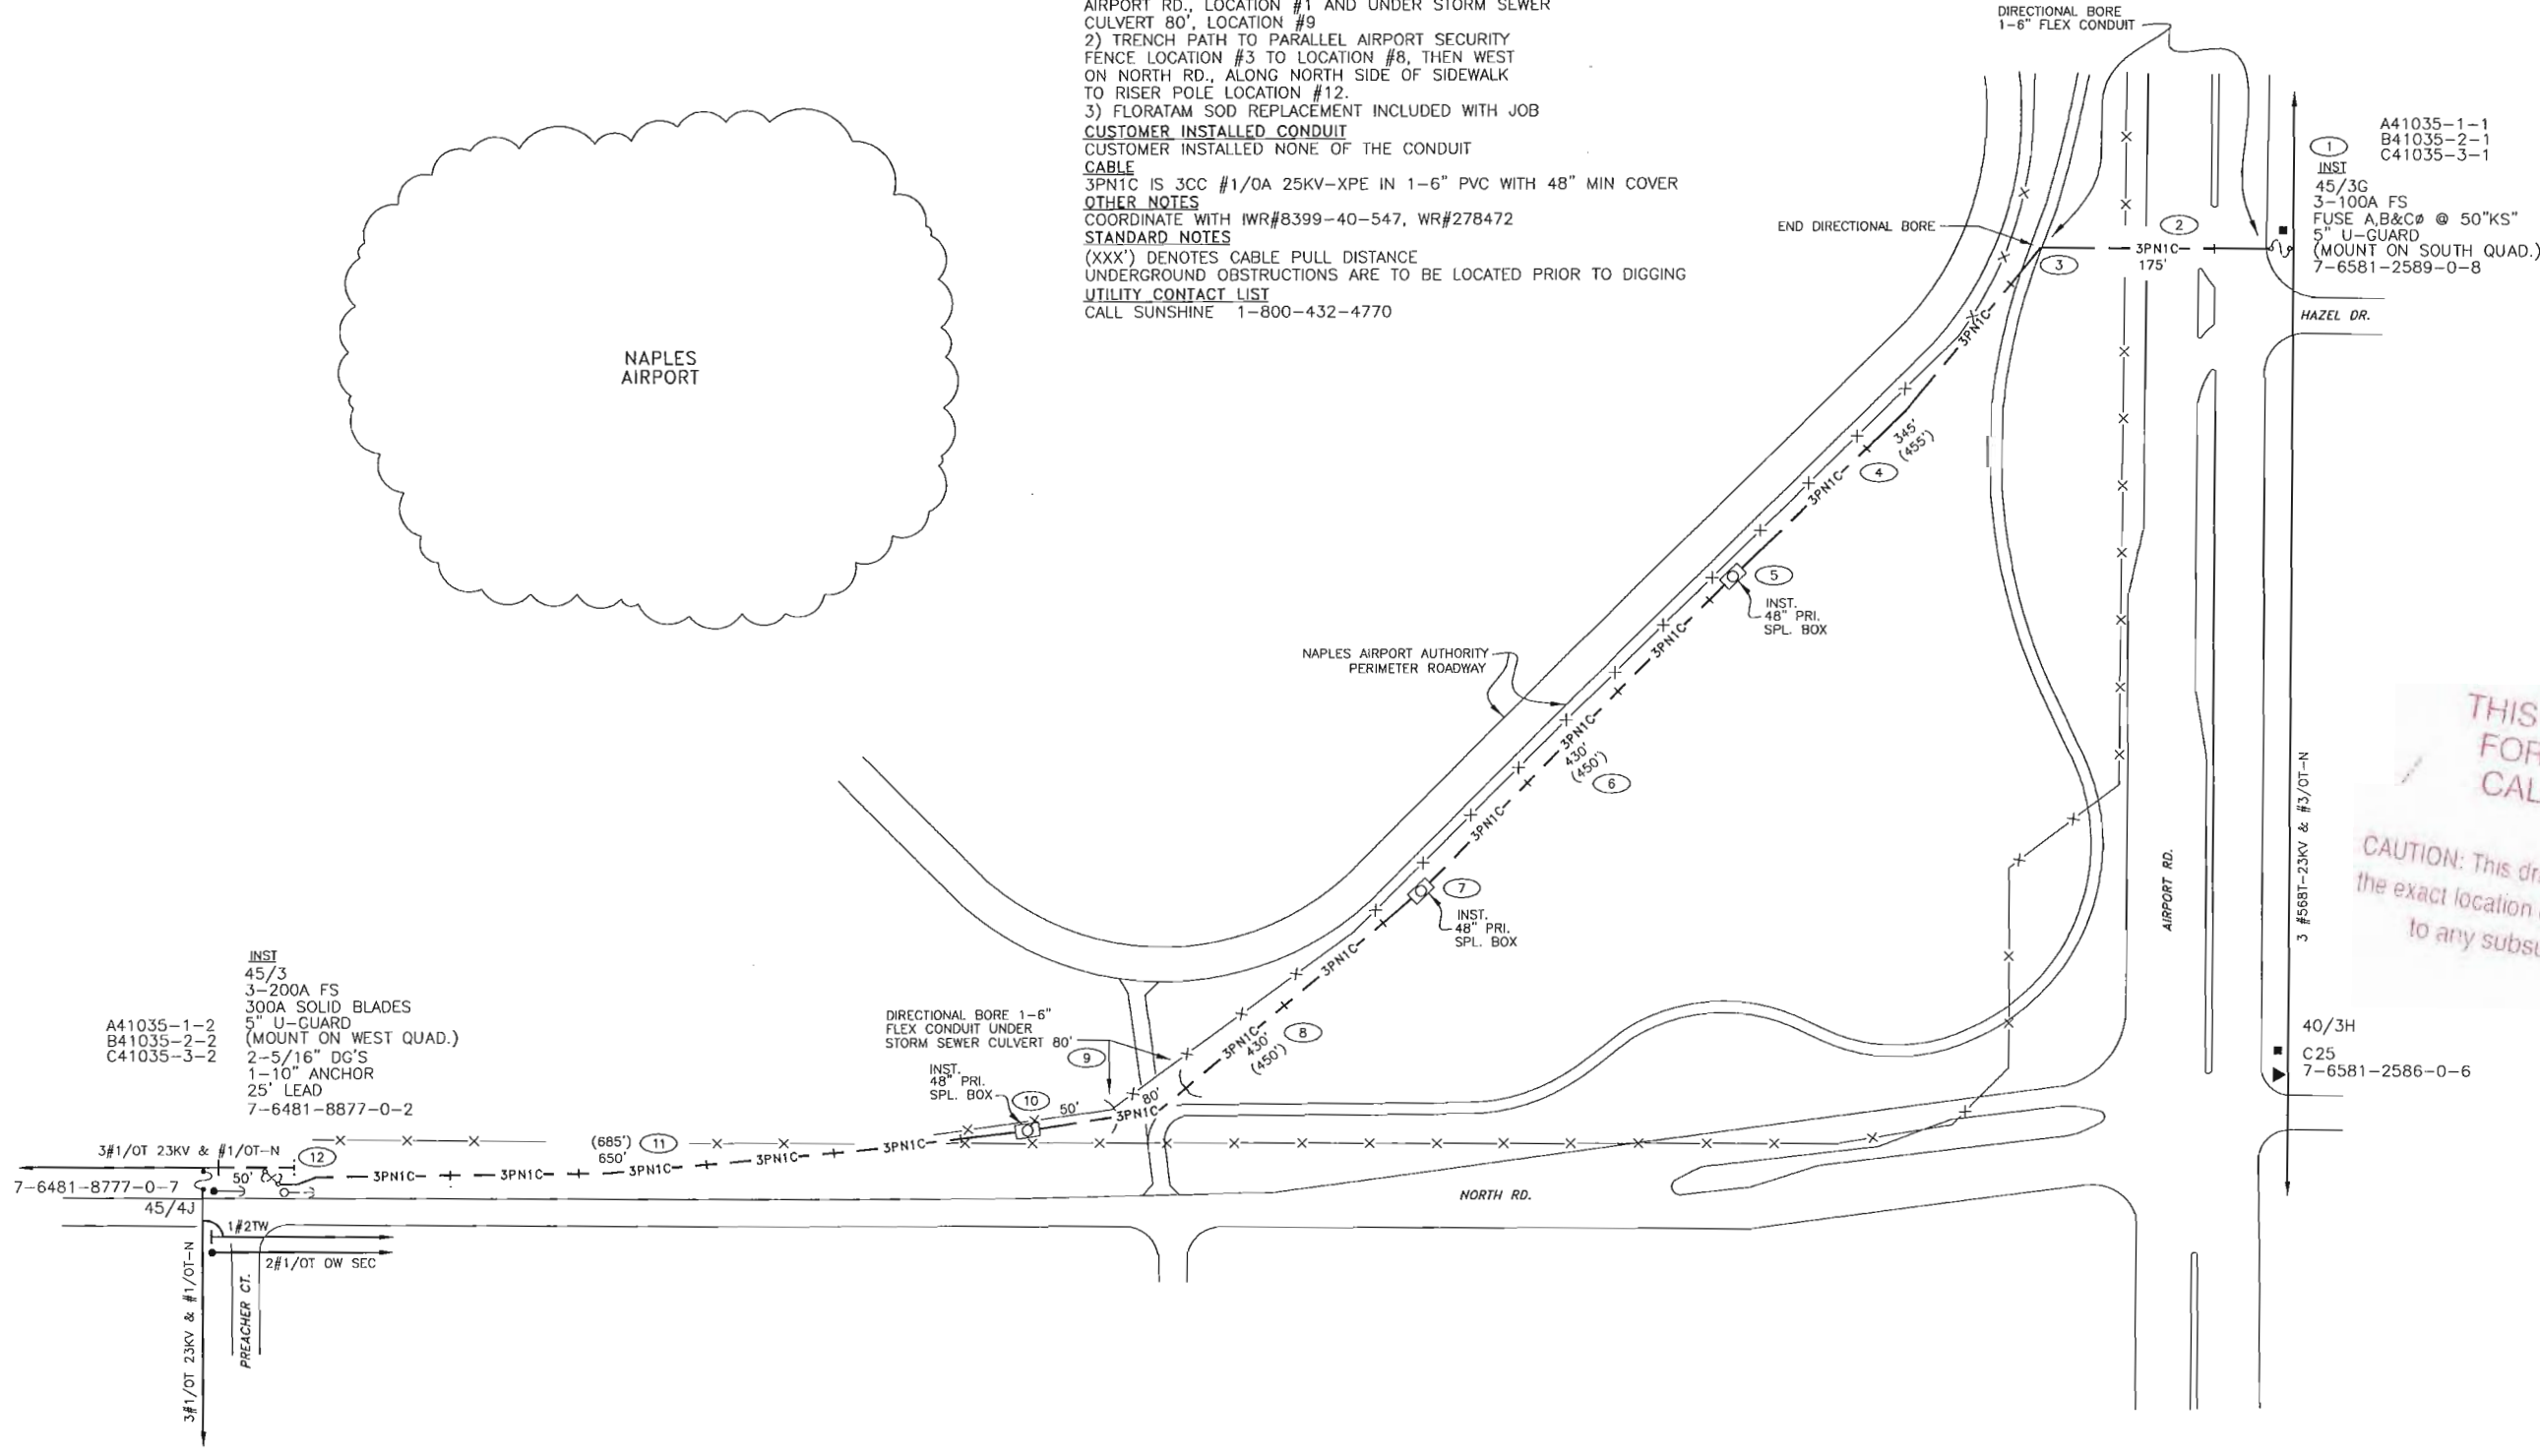 AIRPORT RD., LOCATION #1 AND UNDER STORM SEWER
CULVERT 80', LOCATION #9
2) TRENCH PATH TO PARALLEL AIRPORT SECURITY
FENCE LOCATION #3 TO LOCATION #8, THEN WEST
ON NORTH RD., ALONG NORTH SIDE OF SIDEWALK
TO RISER POLE LOCATION #12.
3) FLORATAM SOD REPLACEMENT INCLUDED WITH JOB
CUSTOMER INSTALLED CONDUIT
CUSTOMER INSTALLED NONE OF THE CONDUIT
CABLE
3PN1C IS 3CC #1/0A 25KV-XPE IN 1-6" PVC WITH 48" MIN COVER
OTHER NOTES
COORDINATE WITH IWR#8399-40-547, WR#278472
STANDARD NOTES
(XXX') DENOTES CABLE PULL DISTANCE
UNDERGROUND OBSTRUCTIONS ARE TO BE LOCATED PRIOR TO DIGGING
UTILITY CONTACT LIST
CALL SUNSHINE 1-800-432-4770
DIRECTIONAL BORE
1-6" FLEX CONDUIT
A41035-1-1
B41035-2-1
C41035-3-1
1
INST
45/3G
3-100A FS
FUSE A,B&CØ @ 50"KS"
5" U-GUARD
(MOUNT ON SOUTH QUAD.)
7-6581-2589-0-8
HAZEL DR.
END DIRECTIONAL BORE
2
3PN1C
175'
3
3PN1C
NAPLES
AIRPORT
345'
(455')
4
3PN1C
5
INST.
48" PRI.
SPL. BOX
3PN1C
NAPLES AIRPORT AUTHORITY
PERIMETER ROADWAY
3PN1C
430'
(450')
6
3PN1C
7
INST.
48" PRI.
SPL. BOX
3PN1C
3 #568T-23KV & #3/0T-N
AIRPORT RD.
THIS
FOR
CAL
CAUTION: This
the exact location
to any
40/3H
C25
7-6581-2586-0-6
INST
45/3
3-200A FS
300A SOLID BLADES
5" U-GUARD
(MOUNT ON WEST QUAD.)
2-5/16" DG'S
1-10" ANCHOR
25' LEAD
7-6481-8877-0-2
A41035-1-2
B41035-2-2
C41035-3-2
DIRECTIONAL BORE 1-6"
FLEX CONDUIT UNDER
STORM SEWER CULVERT 80'
9
8
3PN1C
430'
(450')
INST.
48" PRI.
SPL. BOX
10
50'
80'
3PN1C
(685')
650'
11
3PN1C
3PN1C
3PN1C
3PN1C
3PN1C
12
3#1/0T 23KV & #1/0T-N
7-6481-8777-0-7
50'
45/4J
1#2TW
2#1/0T OW SEC
3#1/0T 23KV & #1/0T-N
PREACHER CT.
NORTH RD.